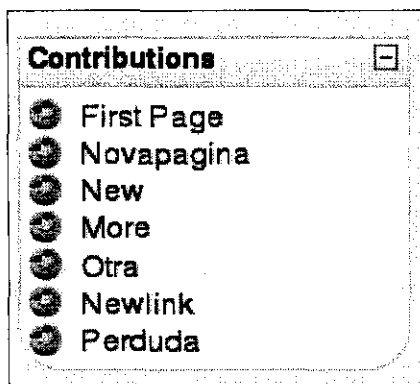 Contributions
First Page
Novapagina
New
More
Otra
Newlink
Perduda